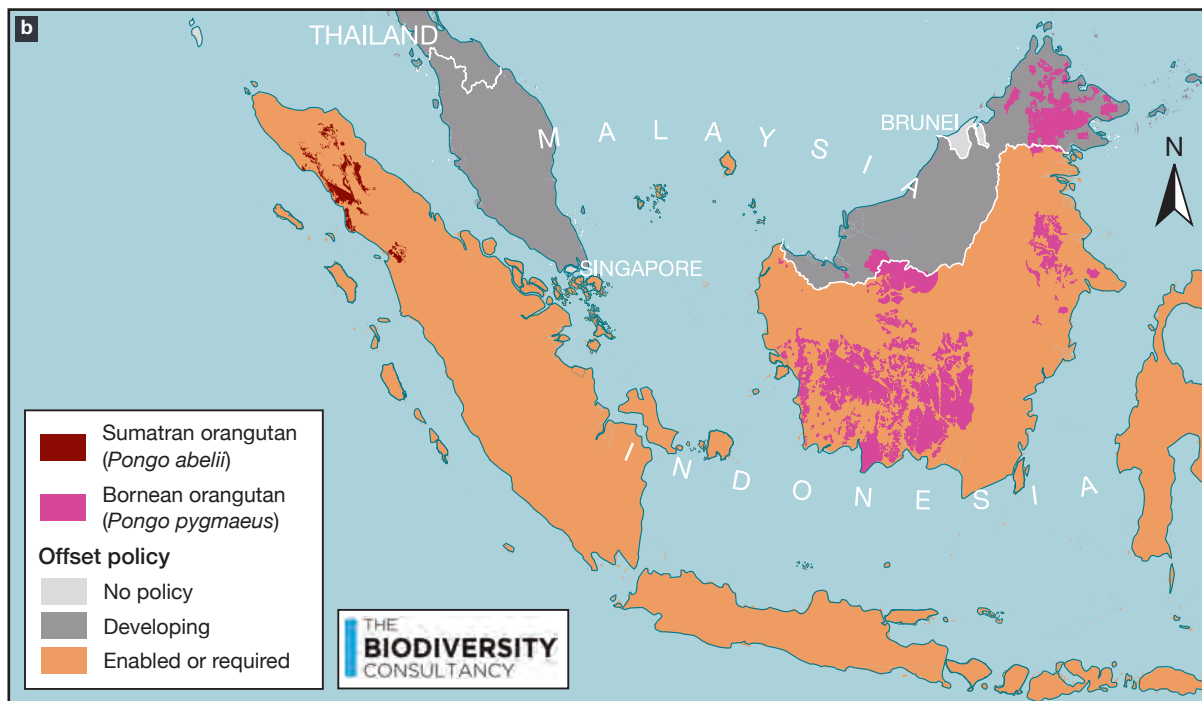 b
THAILAND
MALAYSIA
BRUNEI
N
SINGAPORE
INDONESIA
Sumatran orangutan
(Pongo abelii)
Bornean orangutan
(Pongo pygmaeus)
Offset policy
No policy
Developing
Enabled or required
THE
BIODIVERSITY
CONSULTANCY